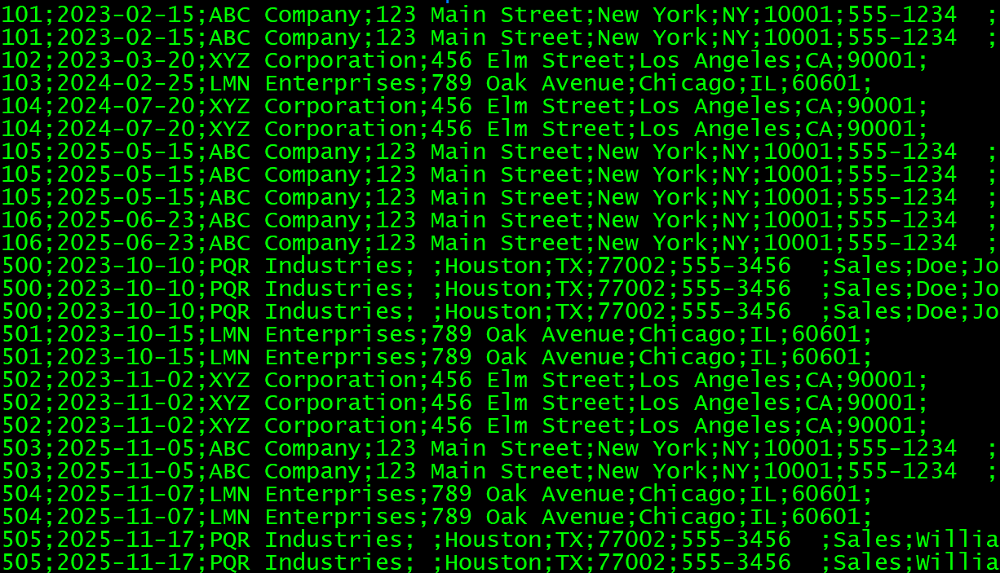 101;2023-02-15;ABC Company;123 Main Street;New York;NY;10001;555-1234  ;
101;2023-02-15;ABC Company;123 Main Street;New York;NY;10001;555-1234  ;
102;2023-03-20;XYZ Corporation;456 Elm Street;Los Angeles;CA;90001;
103;2024-02-25;LMN Enterprises;789 Oak Avenue;Chicago;IL;60601;
104;2024-07-20;XYZ Corporation;456 Elm Street;Los Angeles;CA;90001;
104;2024-07-20;XYZ Corporation;456 Elm Street;Los Angeles;CA;90001;
105;2025-05-15;ABC Company;123 Main Street;New York;NY;10001;555-1234  ;
105;2025-05-15;ABC Company;123 Main Street;New York;NY;10001;555-1234  ;
105;2025-05-15;ABC Company;123 Main Street;New York;NY;10001;555-1234  ;
106;2025-06-23;ABC Company;123 Main Street;New York;NY;10001;555-1234  ;
106;2025-06-23;ABC Company;123 Main Street;New York;NY;10001;555-1234  ;
500;2023-10-10;PQR Industries; ;Houston;TX;77002;555-3456  ;Sales;Doe;Jo
500;2023-10-10;PQR Industries; ;Houston;TX;77002;555-3456  ;Sales;Doe;Jo
500;2023-10-10;PQR Industries; ;Houston;TX;77002;555-3456  ;Sales;Doe;Jo
501;2023-10-15;LMN Enterprises;789 Oak Avenue;Chicago;IL;60601;
501;2023-10-15;LMN Enterprises;789 Oak Avenue;Chicago;IL;60601;
502;2023-11-02;XYZ Corporation;456 Elm Street;Los Angeles;CA;90001;
502;2023-11-02;XYZ Corporation;456 Elm Street;Los Angeles;CA;90001;
502;2023-11-02;XYZ Corporation;456 Elm Street;Los Angeles;CA;90001;
503;2025-11-05;ABC Company;123 Main Street;New York;NY;10001;555-1234  ;
503;2025-11-05;ABC Company;123 Main Street;New York;NY;10001;555-1234  ;
504;2025-11-07;LMN Enterprises;789 Oak Avenue;Chicago;IL;60601;
504;2025-11-07;LMN Enterprises;789 Oak Avenue;Chicago;IL;60601;
505;2025-11-17;PQR Industries; ;Houston;TX;77002;555-3456  ;Sales;Willia
505;2025-11-17;PQR Industries; ;Houston;TX;77002;555-3456  ;Sales;Willia